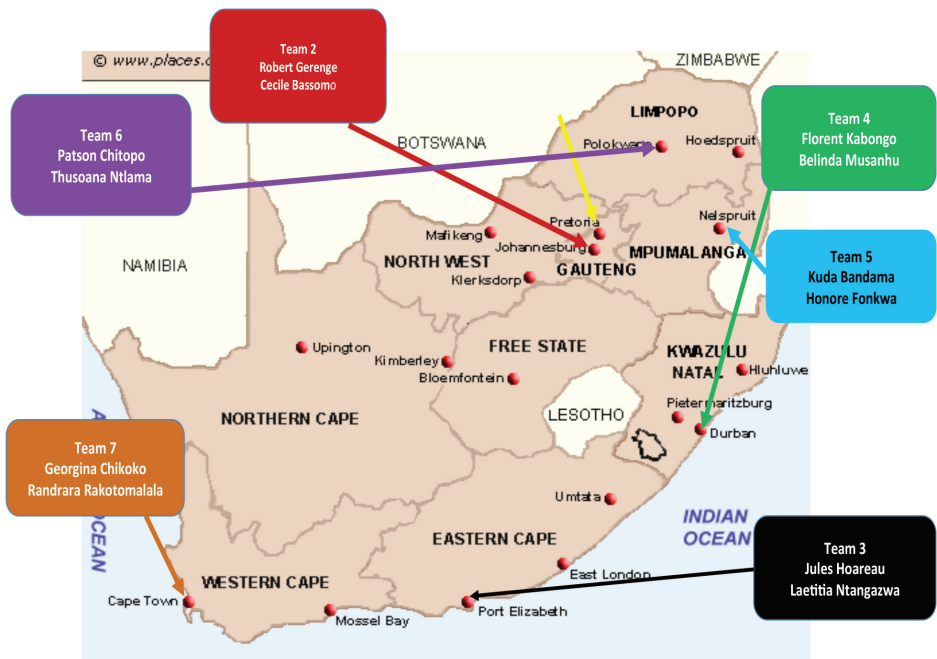 Team 2
Robert Gerenge
Cecile Bassomo
© www.places.
ZIMBABWE
Team 6
Patson Chitopo
Thusoana Ntlama
BOTSWANA
LIMPOPO
Polokwane
Hoedspruit
Team 4
Florent Kabongo
Belinda Musanhu
NAMIBIA
Mafikeng
Pretoria
Johannesburg
NORTH WEST
GAUTENG
Klerksdorp
Nelspruit
MPUMALANGA
Team 5
Kuda Bandama
Honore Fonkwa
Upington
Kimberley
FREE STATE
Bloemfontein
KWAZULU
NATAL
Hluhluwe
NORTHERN CAPE
LESOTHO
Pietermaritzburg
Durban
Team 7
Georgina Chikoko
Randrara Rakotomalala
OCEAN
Umtata
EASTERN CAPE
INDIAN
OCEAN
East London
Team 3
Jules Hoareau
Laetitia Ntangazwa
WESTERN CAPE
Cape Town
Mossel Bay
Port Elizabeth